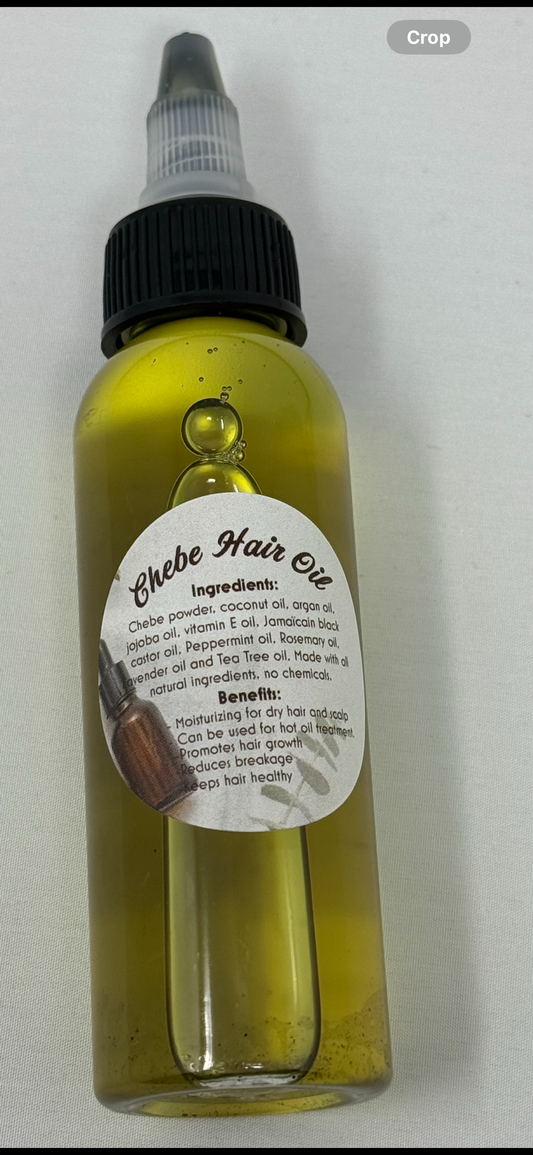 Crop
Chebe Hair Oil
Ingredients:
Chebe powder, coconut oil, argan oil,
jojoba oil, vitamin E oil, Jamaican black
castor oil, Peppermint oil, Rosemary oil,
lavender oil and Tea Tree oil. Made with all
natural ingredients, no chemicals.
Benefits:
- Moisturizing for dry hair and scalp
Can be used for hot oil treatment.
-Promotes hair growth
-Reduces breakage
Keeps hair healthy